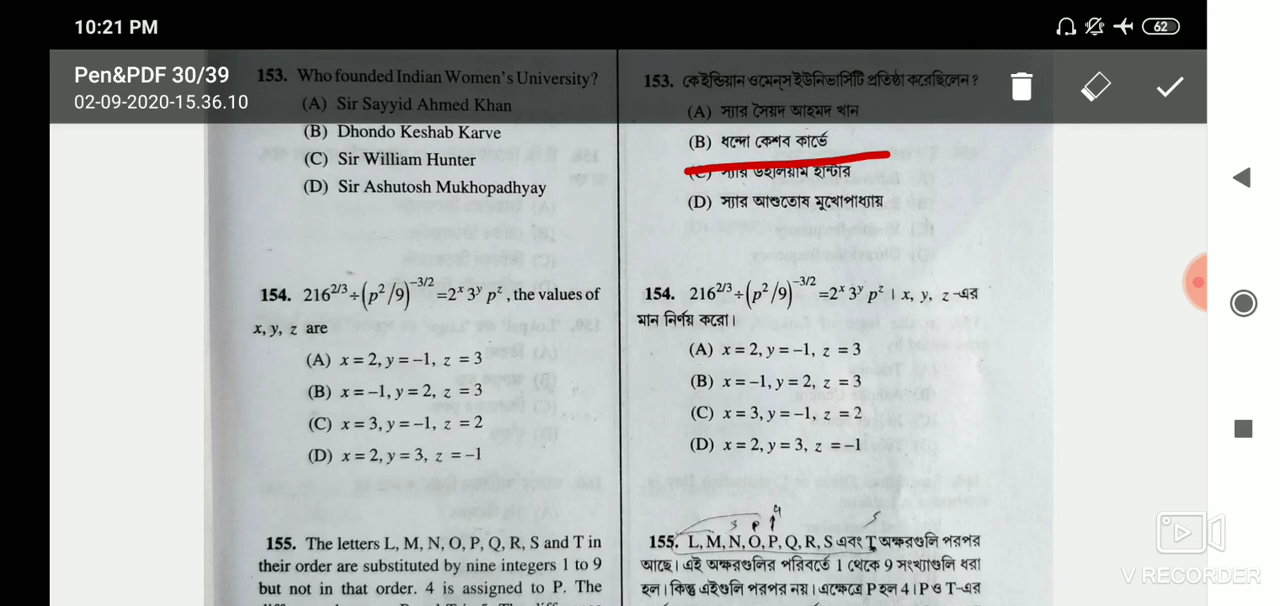 10:21 PM
62
Pen&PDF 30/39
02-09-2020-15.36.10
153. Who founded Indian Women's University?
(A) Sir Sayyid Ahmed Khan
(B) Dhondo Keshab Karve
(C) Sir William Hunter
(D) Sir Ashutosh Mukhopadhyay
154. 216^2/3 ÷ (p^2/9)^−3/2 = 2^x 3^y p^z, the values of
x, y, z are
(A) x = 2, y = −1, z = 3
(B) x = −1, y = 2, z = 3
(C) x = 3, y = −1, z = 2
(D) x = 2, y = 3, z = −1
155. The letters L, M, N, O, P, Q, R, S and T in
their order are substituted by nine integers 1 to 9
but not in that order. 4 is assigned to P. The
153. কে ইন্ডিয়ান ওমেন্‌স ইউনিভার্সিটি প্রতিষ্ঠা করেছিলেন ?
(A) স্যার সৈয়দ আহমদ খান
(B) ধন্দো কেশব কার্ভে
(C) স্যার উইলিয়াম হান্টার
(D) স্যার আশুতোষ মুখোপাধ্যায়
154. 216^2/3 ÷ (p^2/9)^−3/2 = 2^x 3^y p^z । x, y, z -এর
মান নির্ণয় করো।
(A) x = 2, y = −1, z = 3
(B) x = −1, y = 2, z = 3
(C) x = 3, y = −1, z = 2
(D) x = 2, y = 3, z = −1
3 P 4 5
155. L, M, N, O, P, Q, R, S এবং T অক্ষরগুলি পরপর
আছে। এই অক্ষরগুলির পরিবর্তে 1 থেকে 9 সংখ্যাগুলি ধরা
হল। কিন্তু এইগুলি পরপর নয়। এক্ষেত্রে P হল 4। P ও T-এর
V RECORDER